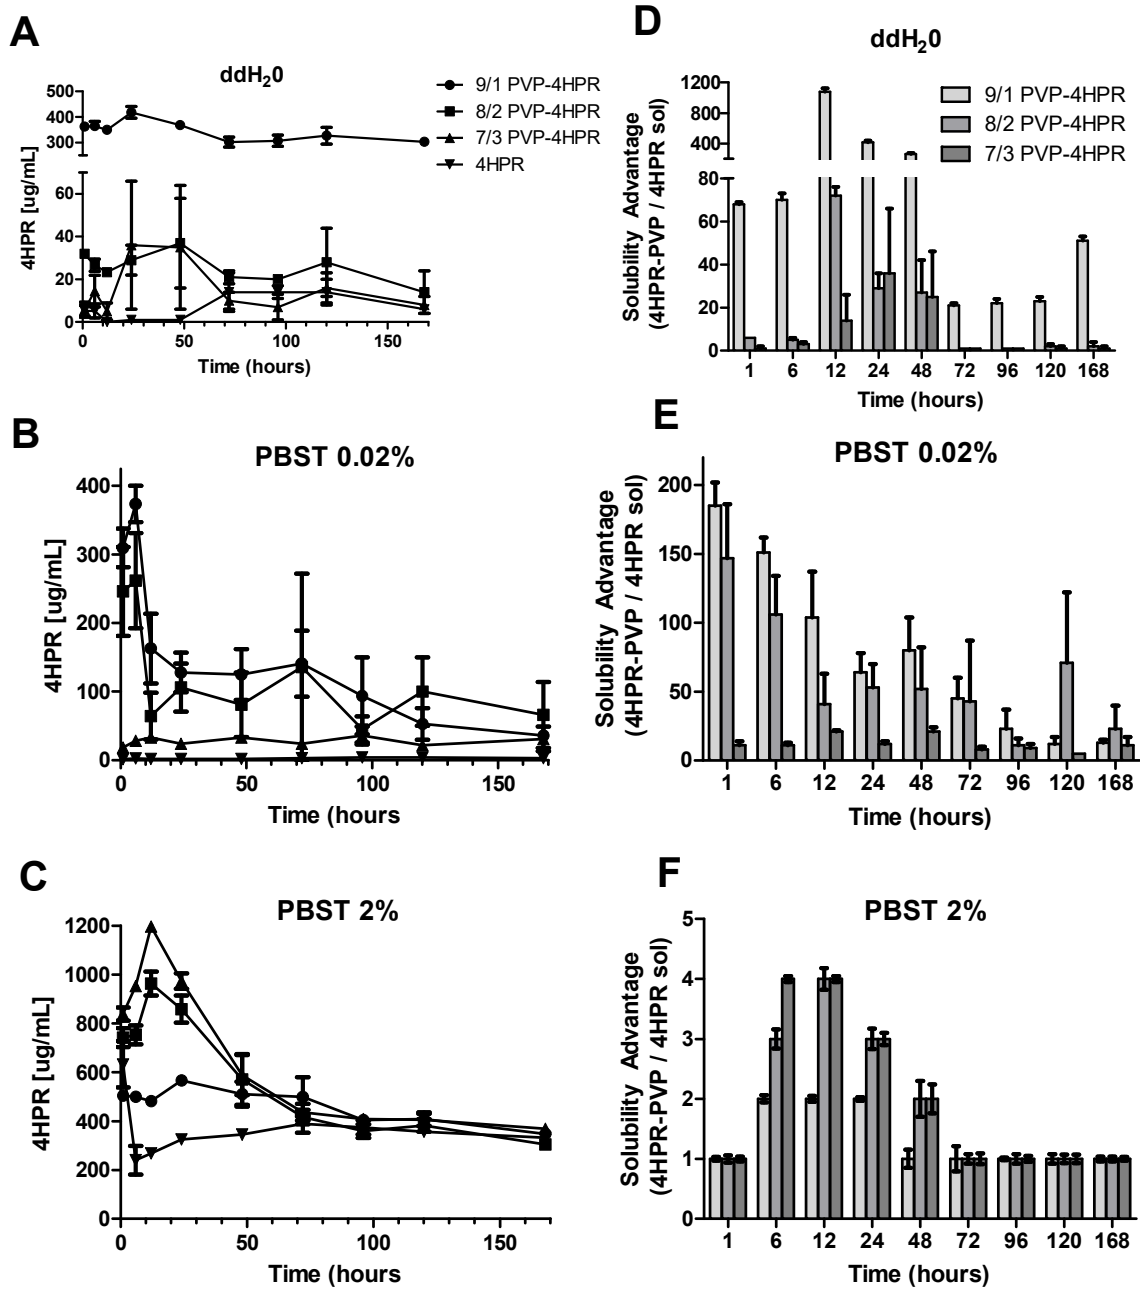 A
ddH20
4HPR [ug/mL]
500
400
300
60
40
20
0
0
50
100
150
Time (hours)
9/1 PVP-4HPR
8/2 PVP-4HPR
7/3 PVP-4HPR
4HPR
D
ddH20
Solubility Advantage
(4HPR-PVP / 4HPR sol)
1200
800
400
80
60
40
20
0
1
6
12
24
48
72
96
120
168
Time (hours)
9/1 PVP-4HPR
8/2 PVP-4HPR
7/3 PVP-4HPR
B
PBST 0.02%
4HPR [ug/mL]
400
300
200
100
0
0
50
100
150
Time (hours
E
PBST 0.02%
Solubility Advantage
(4HPR-PVP / 4HPR sol)
200
150
100
50
0
1
6
12
24
48
72
96
120
168
Time (hours)
C
PBST 2%
4HPR [ug/mL]
1200
1000
800
600
400
200
0
0
50
100
150
Time (hours
F
PBST 2%
Solubility Advantage
(4HPR-PVP / 4HPR sol)
5
4
3
2
1
0
1
6
12
24
48
72
96
120
168
Time (hours)